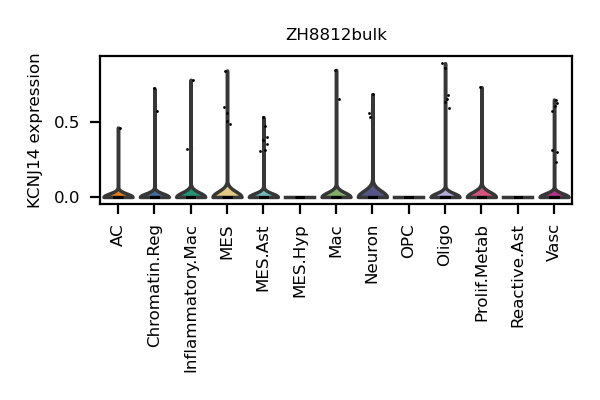 ZH8812bulk
KCNJ14 expression
0.5
0.0
AC
Chromatin.Reg
Inflammatory.Mac
MES
MES.Ast
MES.Hyp
Mac
Neuron
OPC
Oligo
Prolif.Metab
Reactive.Ast
Vasc